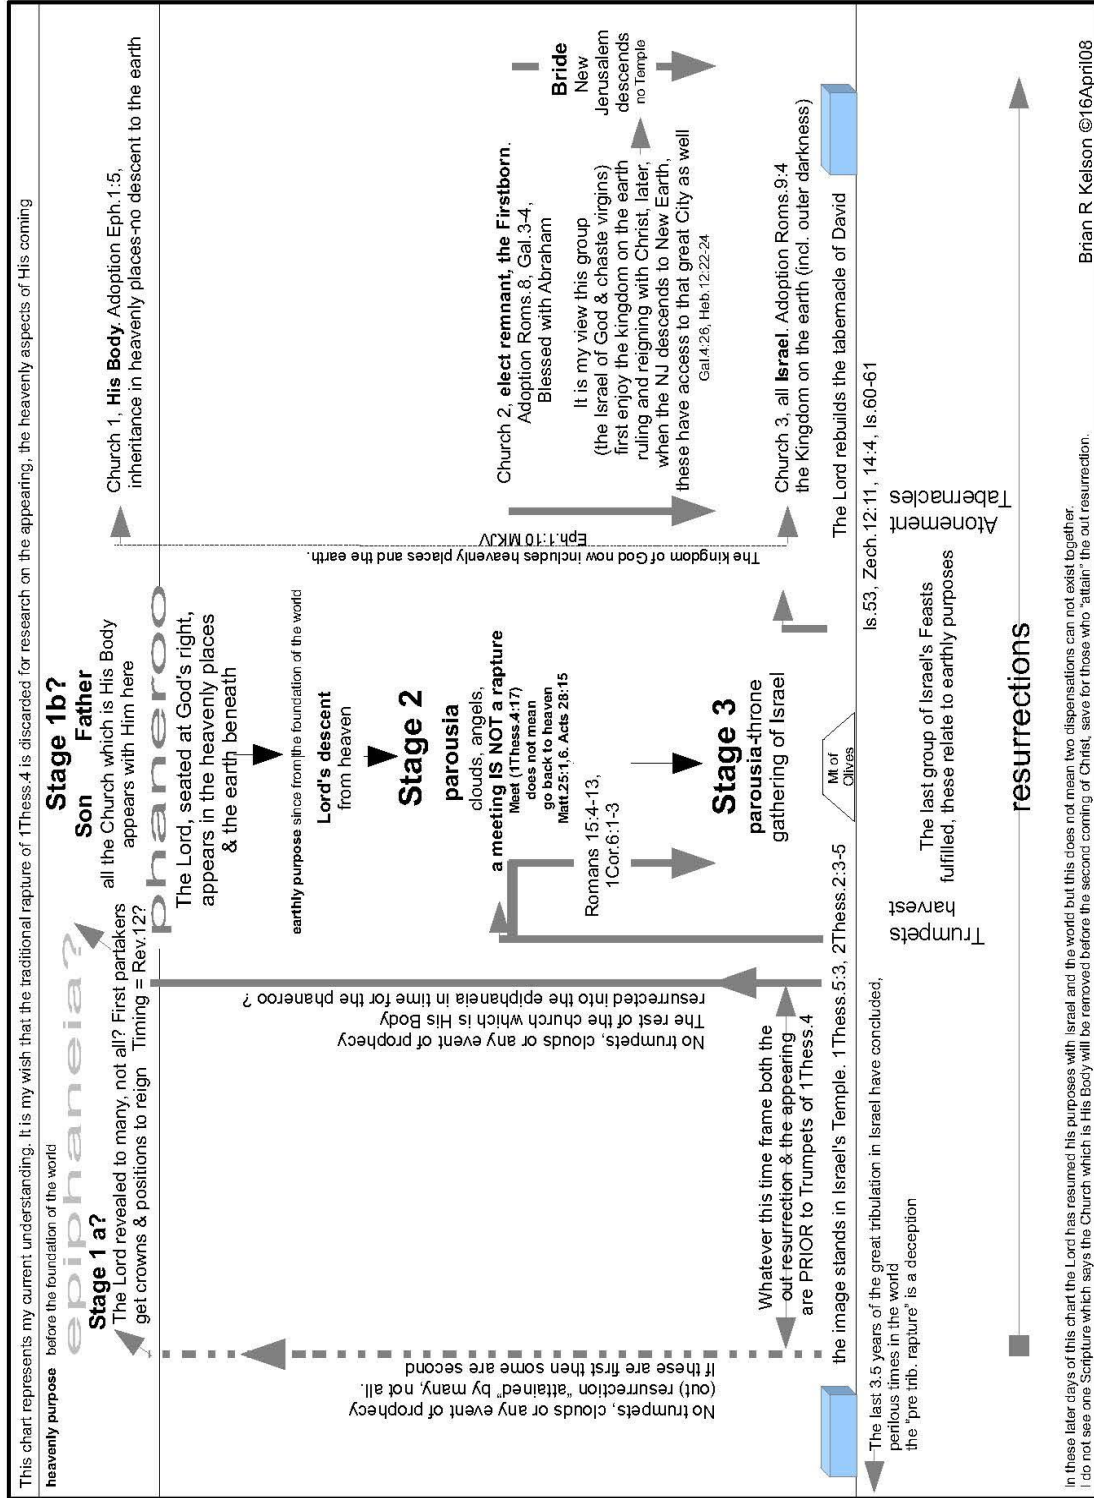 This chart represents my current understanding. It is my wish that the traditional rapture of 1Thess.4 is discarded for research on the appearing, the heavenly aspects of His coming
heavenly purpose before the foundation of the world
epiphaneia?
Stage 1 a?
The Lord revealed to many, not all? First partakers
get crowns & positions to reign Timing = Rev.12?
Stage 1b?
Son Father
all the Church which is His Body
appears with Him here
phaneroo
The Lord, seated at God's right,
appears in the heavenly places
& the earth beneath
Church 1, His Body. Adoption Eph.1:5,
inheritance in heavenly places-no descent to the earth
earthly purpose since from the foundation of the world
Lord's descent
from heaven
Stage 2
parousia
clouds, angels,
a meeting IS NOT a rapture
Meet (1Thess.4:17)
does not mean
go back to heaven
Matt.25:1,6. Acts 28:15
Romans 15:4-13,
1Cor.6:1-3
Stage 3
parousia-throne
gathering of Israel
Mt of
Olives
No trumpets, clouds or any event of prophecy
(out) resurrection "attained" by many, not all.
If these are first then some are second
No trumpets, clouds or any event of prophecy
The rest of the church which is His Body
resurrected into the epiphaneia in time for the phaneroo ?
Whatever this time frame both the
out resurrection & the appearing
are PRIOR to Trumpets of 1Thess.4
The kingdom of God now includes heavenly places and the earth.
Eph.1:10 MKJV
Church 2, elect remnant, the Firstborn.
Adoption Roms.8, Gal.3-4,
Blessed with Abraham
It is my view this group
(the Israel of God & chaste virgins)
first enjoy the kingdom on the earth
ruling and reigning with Christ, later,
when the NJ descends to New Earth,
these have access to that great City as well
Gal.4:26, Heb.12:22-24
Bride
New
Jerusalem
descends
no Temple
Church 3, all Israel. Adoption Roms.9:4
the Kingdom on the earth (incl. outer darkness)
The Lord rebuilds the tabernacle of David
the image stands in Israel's Temple. 1Thess.5:3, 2Thess.2:3-5
Is.53, Zech.12:11, 14:4, Is.60-61
The last 3.5 years of the great tribulation in Israel have concluded,
perilous times in the world
the "pre trib. rapture" is a deception
Trumpets
harvest
The last group of Israel's Feasts
fulfilled, these relate to earthly purposes
Atonement
Tabernacles
resurrections
In these later days of this chart the Lord has resumed his purposes with Israel and the world but this does not mean two dispensations can not exist together.
I do not see one Scripture which says the Church which is His Body will be removed before the second coming of Christ, save for those who "attain" the out resurrection.
Brian R Kelson ©16April08